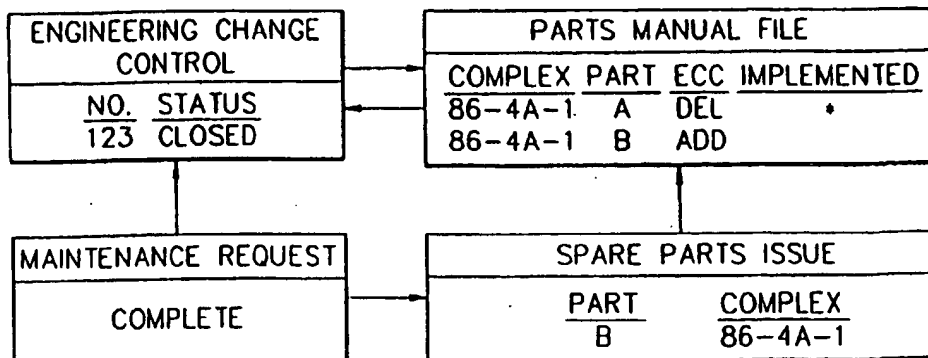 ENGINEERING CHANGE
CONTROL
NO. STATUS
123 CLOSED
PARTS MANUAL FILE
COMPLEX PART ECC IMPLEMENTED
86-4A-1 A DEL *
86-4A-1 B ADD
MAINTENANCE REQUEST
COMPLETE
SPARE PARTS ISSUE
PART COMPLEX
B 86-4A-1